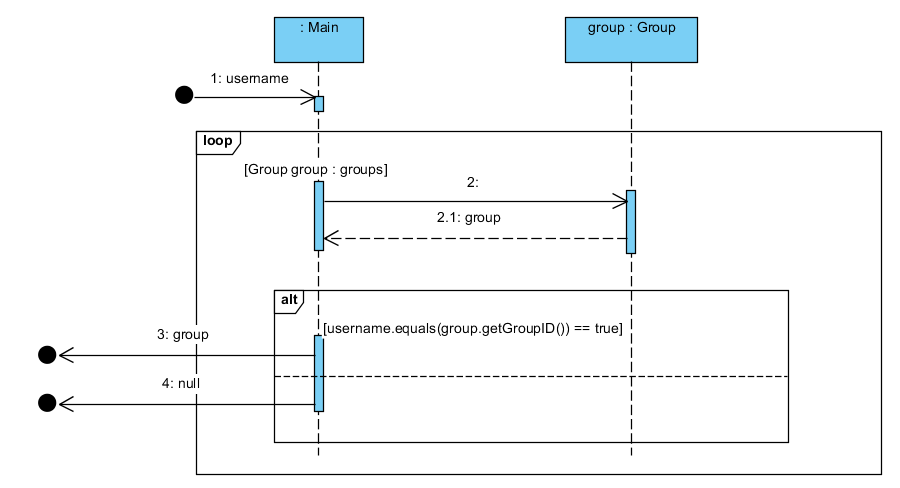 : Main
group : Group
1: username
loop
[Group group : groups]
2:
2.1: group
alt
[username.equals(group.getGroupID()) == true]
3: group
4: null